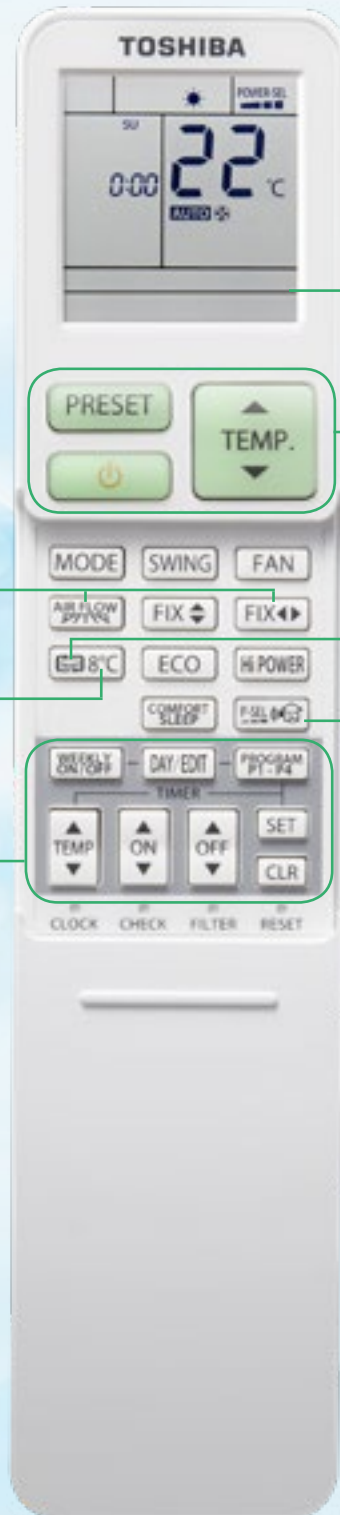 TOSHIBA
POWER-SEL
SU
0:00 22 °C
AUTO
PRESET
TEMP.
MODE SWING FAN
AIR FLOW FIX FIX
8°C ECO Hi POWER
COMFORT SLEEP P-SEL
WEEKLY ON/OFF DAY/EDIT PROGRAM P1~P4
TIMER
TEMP ON OFF SET
CLR
CLOCK CHECK FILTER RESET